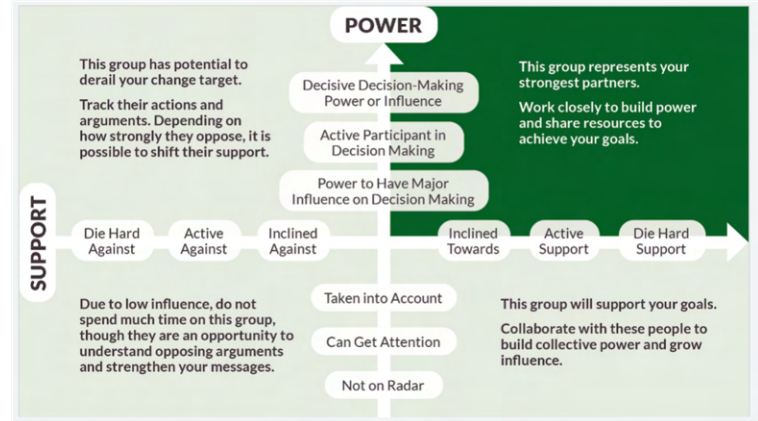 POWER
This group has potential to
derail your change target.
Track their actions and
arguments. Depending on
how strongly they oppose, it is
possible to shift their support.
Decisive Decision-Making
Power or Influence
Active Participant in
Decision Making
Power to Have Major
Influence on Decision Making
This group represents your
strongest partners.
Work closely to build power
and share resources to
achieve your goals.
SUPPORT
Die Hard
Against
Active
Against
Inclined
Against
Inclined
Towards
Active
Support
Die Hard
Support
Due to low influence, do not
spend much time on this group,
though they are an opportunity to
understand opposing arguments
and strengthen your messages.
Taken into Account
Can Get Attention
Not on Radar
This group will support your goals.
Collaborate with these people to
build collective power and grow
influence.